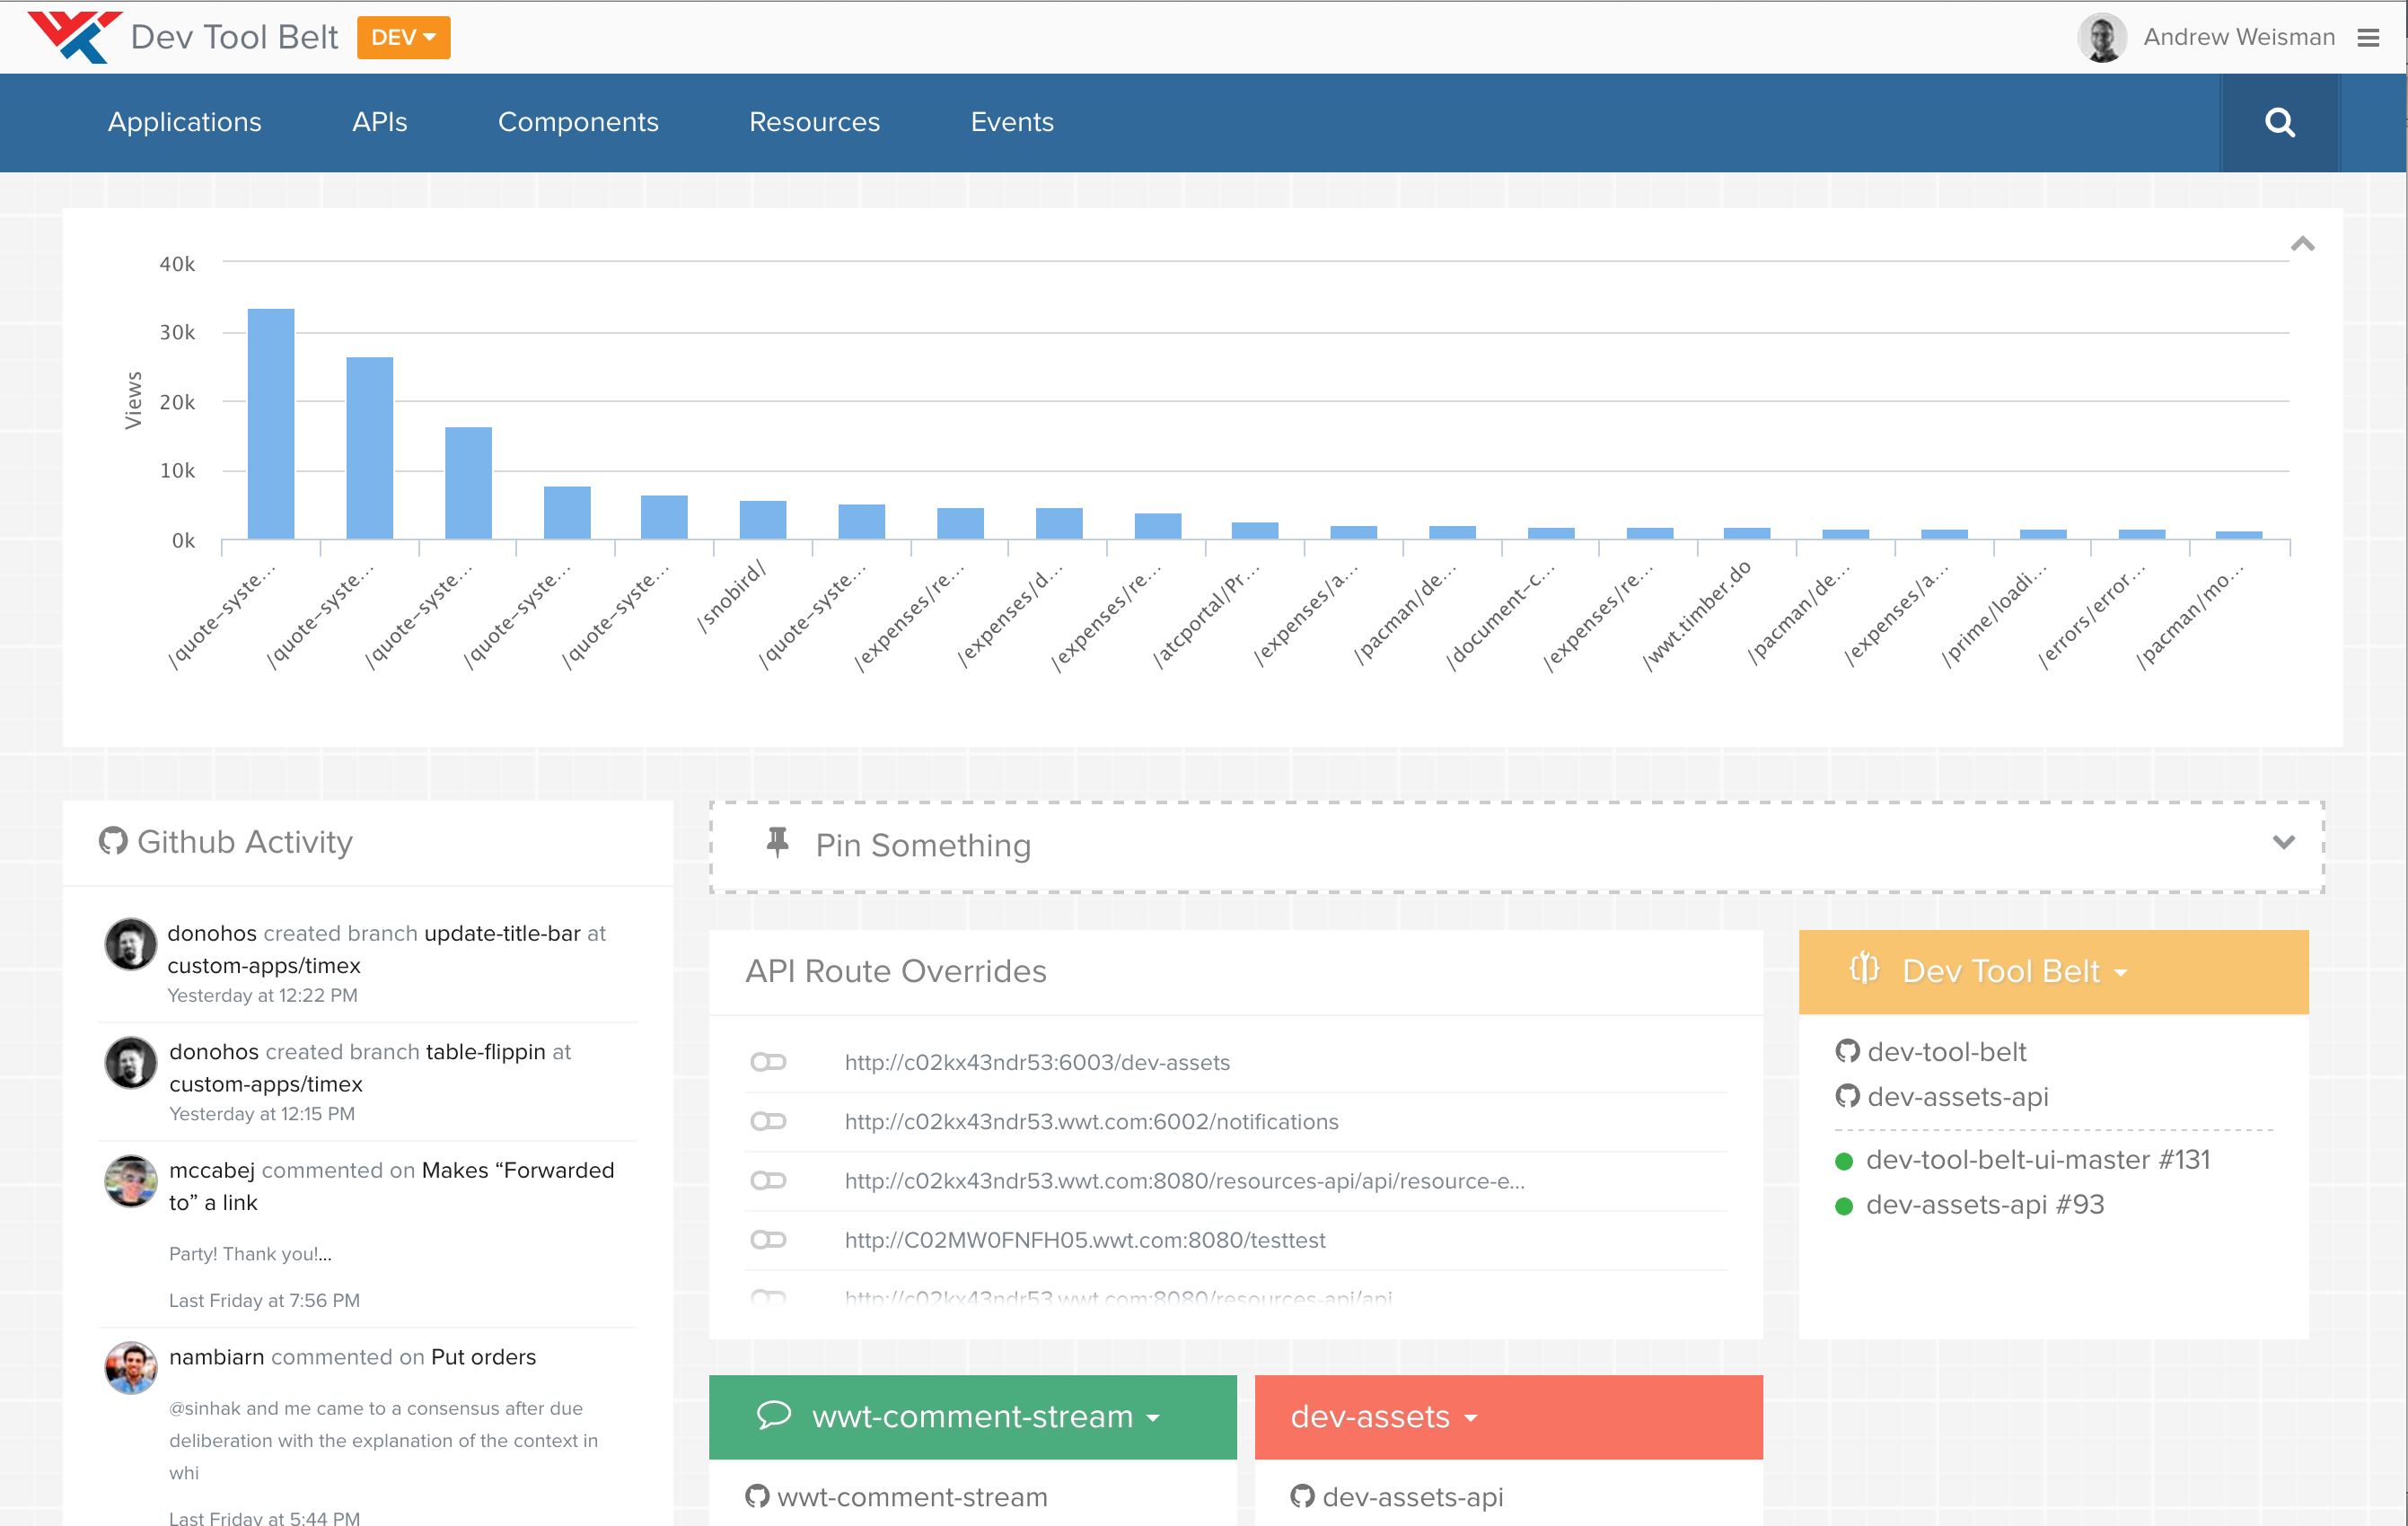 Dev Tool Belt
DEV
Andrew Weisman
Applications
APIs
Components
Resources
Events
40k
30k
20k
10k
0k
Views
/quote-syste...
/quote-syste...
/quote-syste...
/quote-syste...
/quote-syste...
/snobird/
/quote-syste...
/expenses/re...
/expenses/d...
/expenses/re...
/atcportal/Pr...
/expenses/a...
/pacman/de...
/document-c...
/expenses/re...
/wwt.timber.do
/pacman/de...
/expenses/a...
/prime/loadi...
/errors/error...
/pacman/mo...
Github Activity
donohos created branch update-title-bar at
custom-apps/timex
Yesterday at 12:22 PM
donohos created branch table-flippin at
custom-apps/timex
Yesterday at 12:15 PM
mccabej commented on Makes “Forwarded
to” a link
Party! Thank you!...
Last Friday at 7:56 PM
nambiarn commented on Put orders
@sinhak and me came to a consensus after due
deliberation with the explanation of the context in
whi
Last Friday at 5:44 PM
Pin Something
API Route Overrides
http://c02kx43ndr53:6003/dev-assets
http://c02kx43ndr53.wwt.com:6002/notifications
http://c02kx43ndr53.wwt.com:8080/resources-api/api/resource-e...
http://C02MW0FNFH05.wwt.com:8080/testtest
http://c02kx43ndr53.wwt.com:8080/resources-api/api
Dev Tool Belt
dev-tool-belt
dev-assets-api
dev-tool-belt-ui-master #131
dev-assets-api #93
wwt-comment-stream
wwt-comment-stream
dev-assets
dev-assets-api